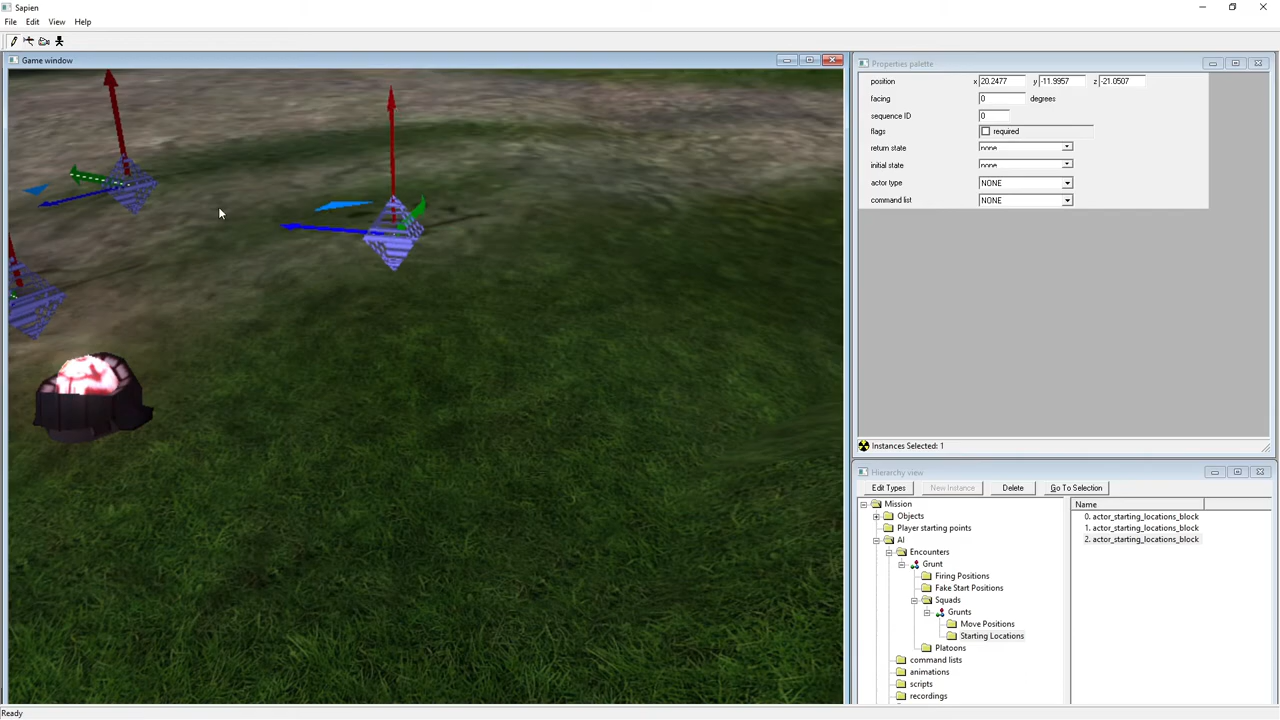 Sapien
File Edit View Help
Game window
Properties palette
position x 20.2477 y -11.9957 z -21.0507
facing 0 degrees
sequence ID 0
flags required
return state none
initial state none
actor type NONE
command list NONE
Instances Selected: 1
Hierarchy view
Edit Types New Instance Delete Go To Selection
Mission
Objects
Player starting points
AI
Encounters
Grunt
Firing Positions
Fake Start Positions
Squads
Grunts
Move Positions
Starting Locations
Platoons
command lists
animations
scripts
recordings
Name
0. actor_starting_locations_block
1. actor_starting_locations_block
2. actor_starting_locations_block
Ready